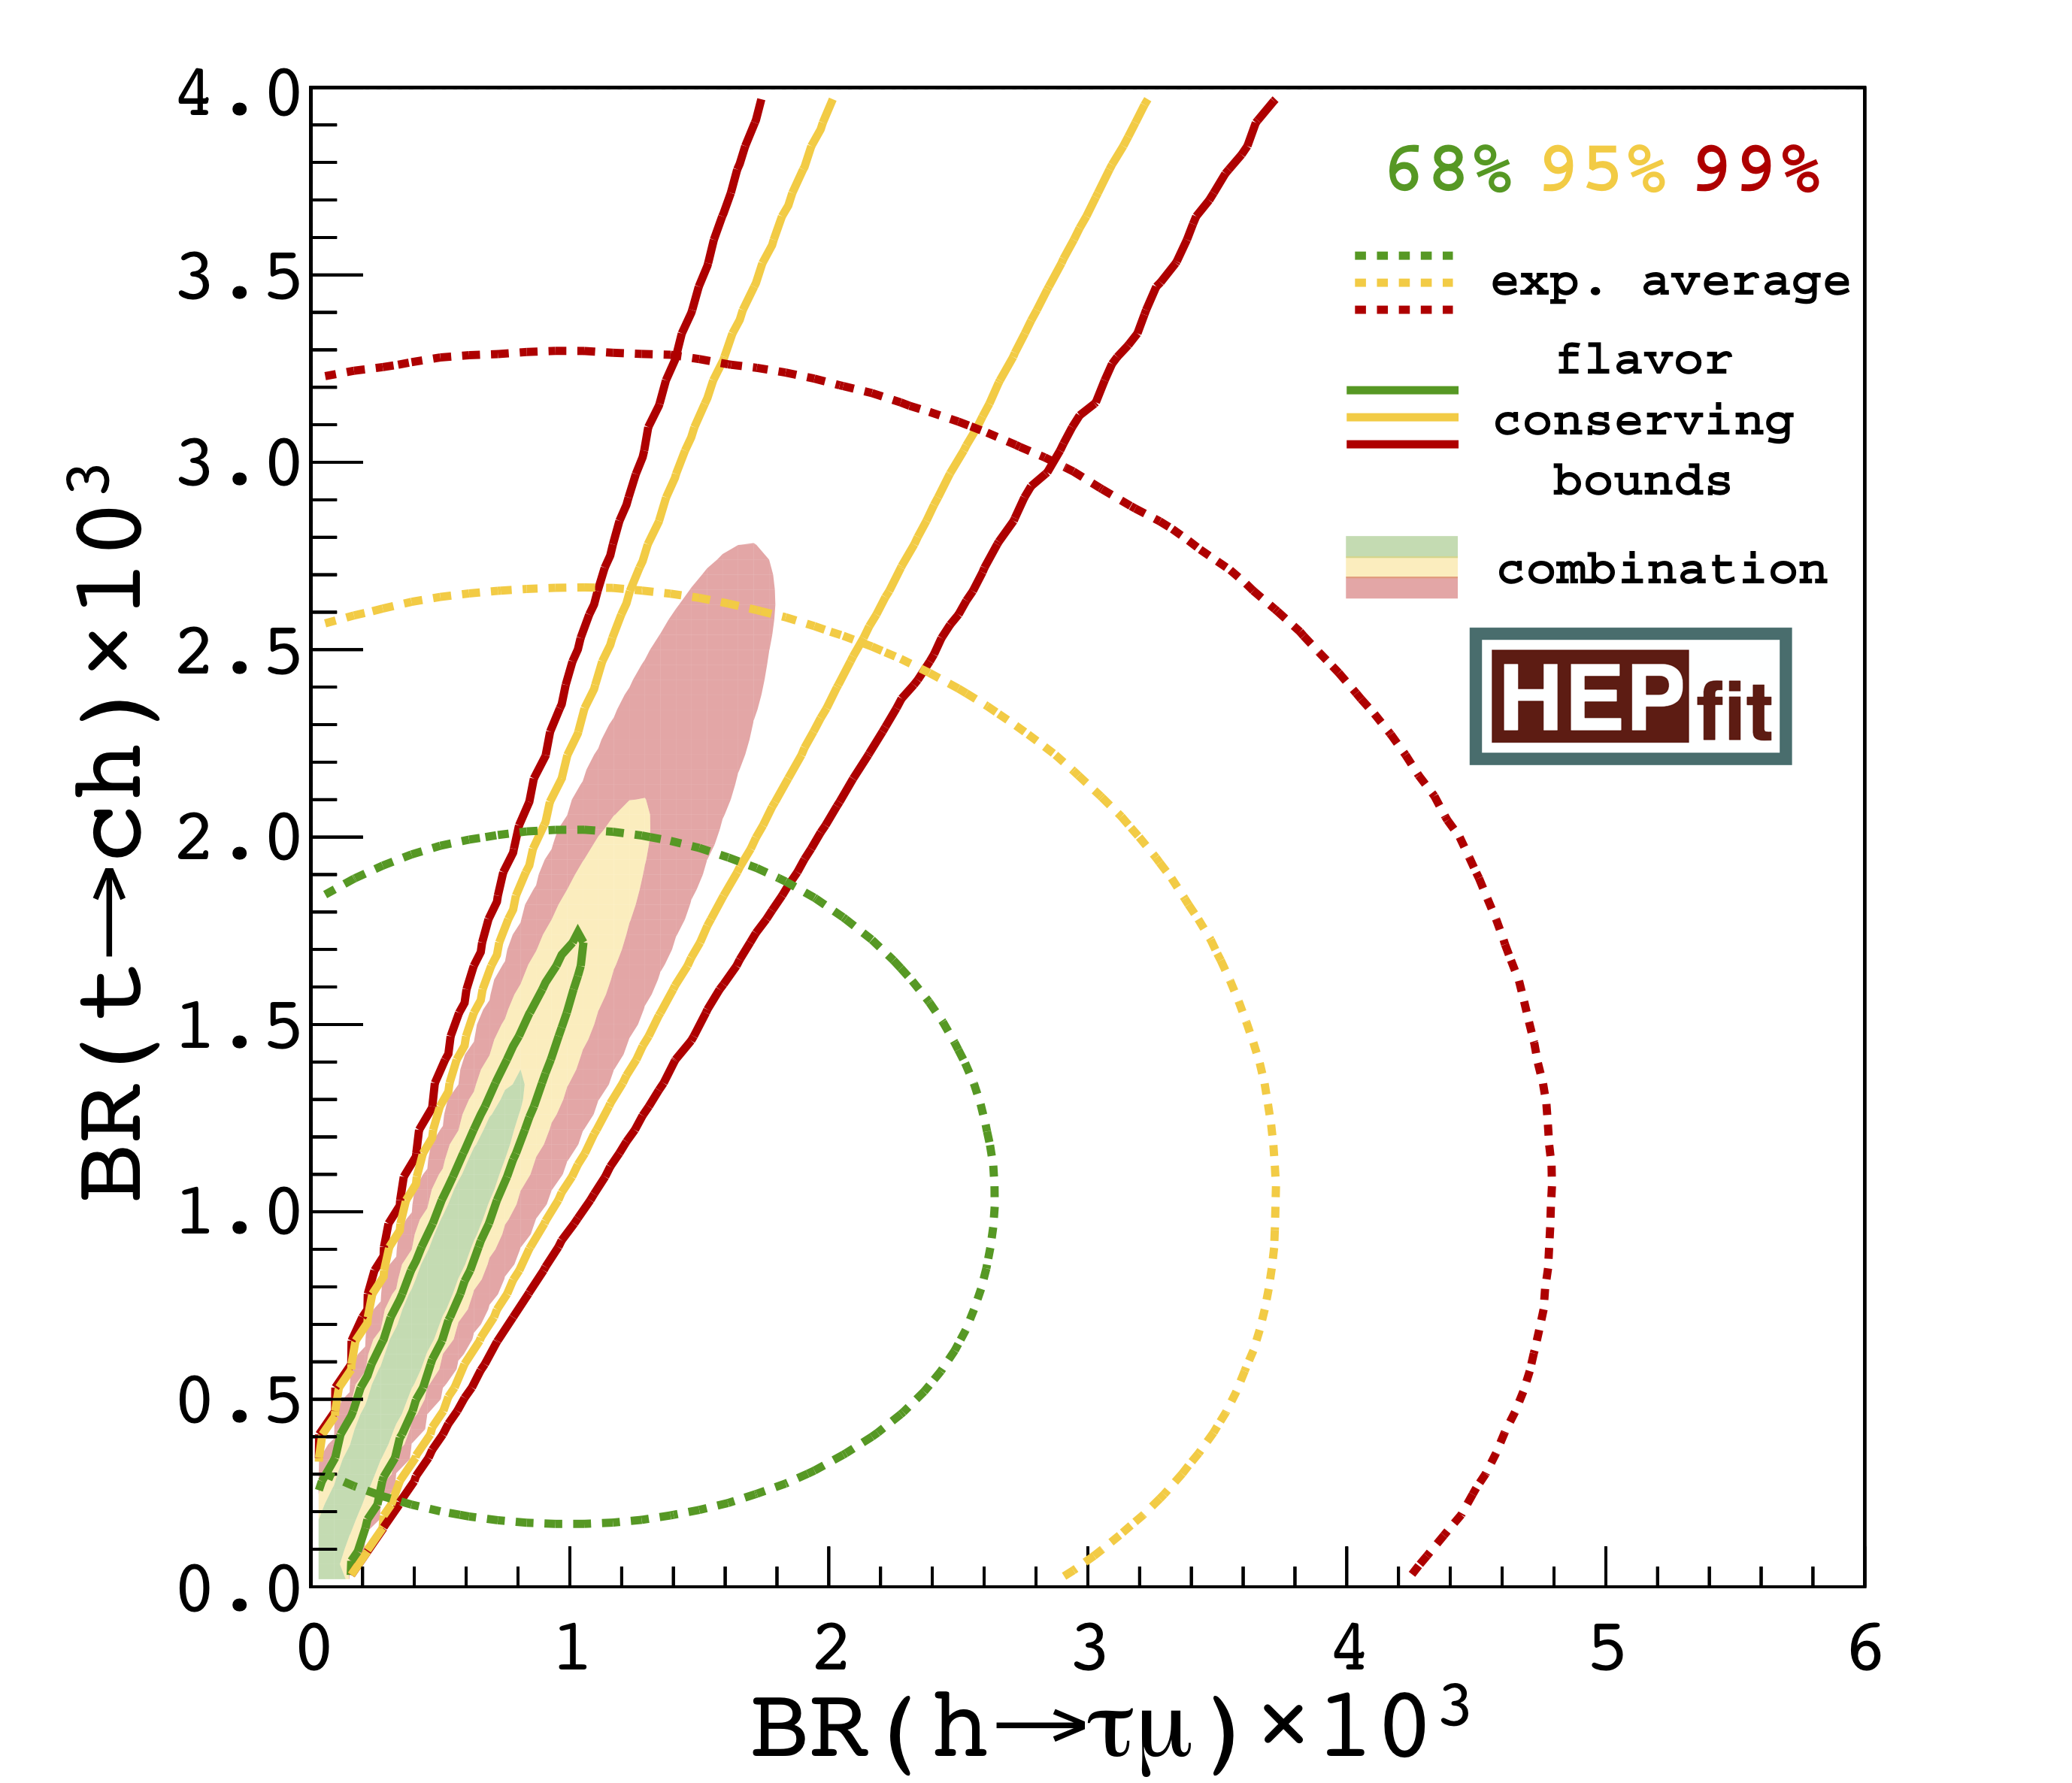 4.0
3.5
3.0
2.5
2.0
1.5
1.0
0.5
0.0
BR(t→ch)×10³
68% 95% 99%
exp. average
flavor
conserving
bounds
combination
HEPfit
0 1 2 3 4 5 6
BR(h→τμ)×10³